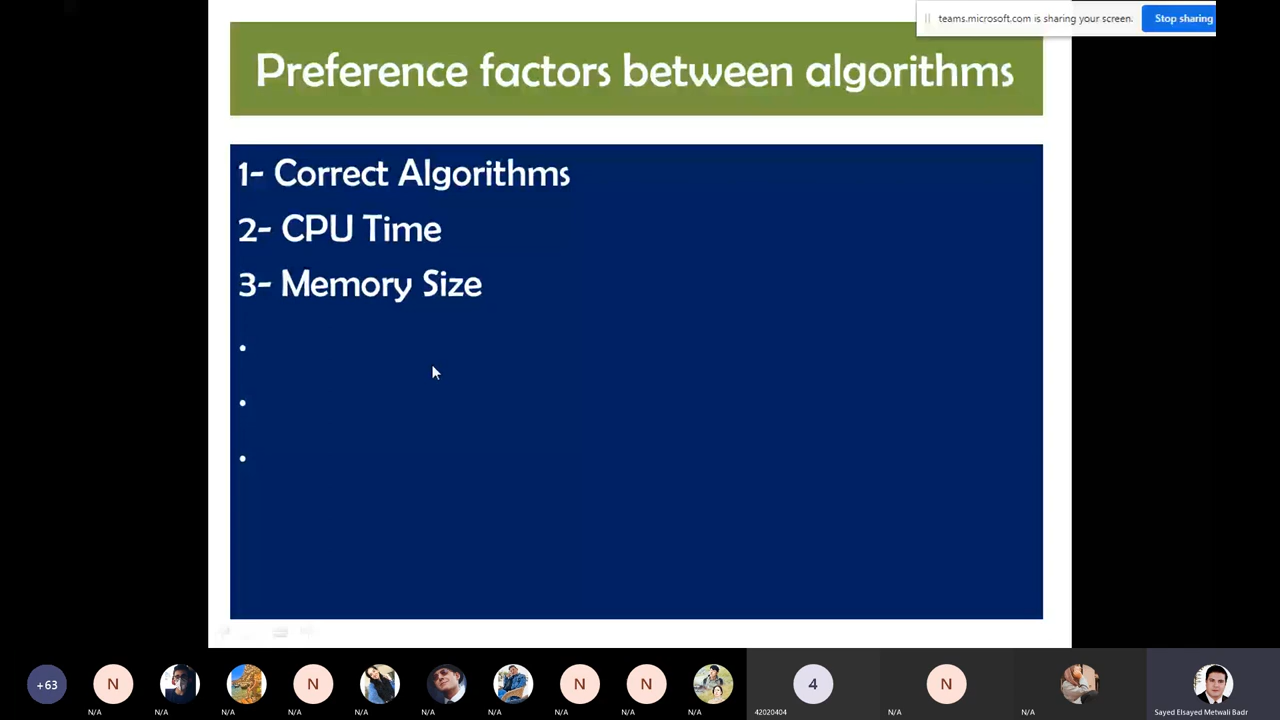 teams.microsoft.com is sharing your screen.
Stop sharing
Preference factors between algorithms
1- Correct Algorithms
2- CPU Time
3- Memory Size
•
•
•
+63
N
N
N
N
4
N
N/A
N/A
N/A
N/A
N/A
N/A
N/A
N/A
N/A
N/A
42020404
N/A
N/A
Sayed Elsayed Metwali Badr